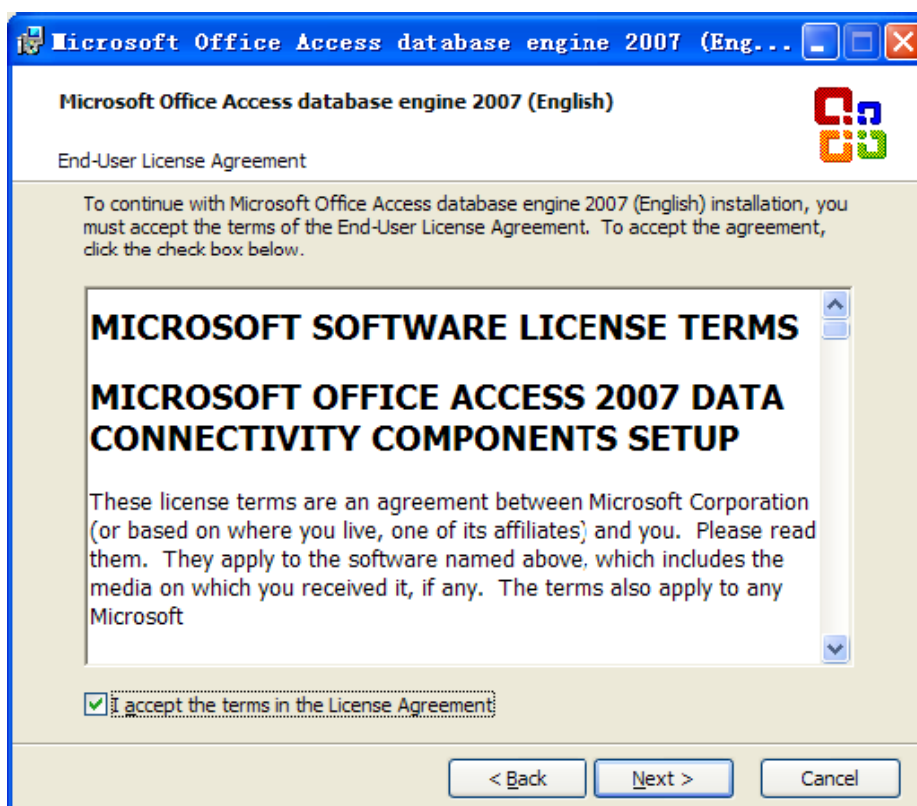 Microsoft Office Access database engine 2007 (Eng...
Microsoft Office Access database engine 2007 (English)
End-User License Agreement
To continue with Microsoft Office Access database engine 2007 (English) installation, you
must accept the terms of the End-User License Agreement.  To accept the agreement,
click the check box below.
MICROSOFT SOFTWARE LICENSE TERMS
MICROSOFT OFFICE ACCESS 2007 DATA
CONNECTIVITY COMPONENTS SETUP
These license terms are an agreement between Microsoft Corporation
(or based on where you live, one of its affiliates) and you.  Please read
them.  They apply to the software named above, which includes the
media on which you received it, if any.  The terms also apply to any
Microsoft
I accept the terms in the License Agreement
< Back
Next >
Cancel